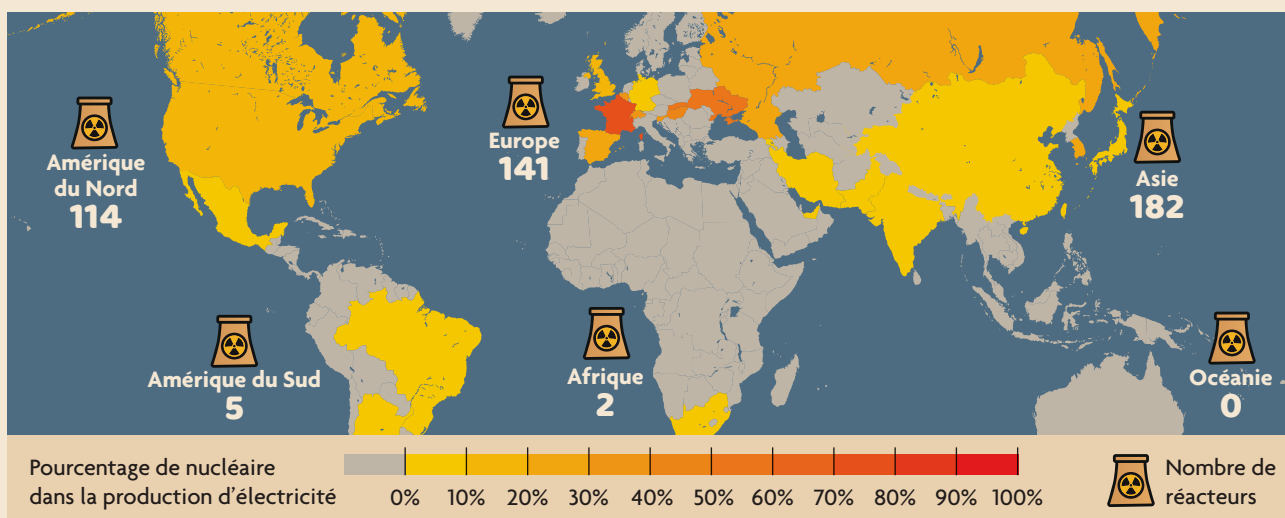 Amérique
du Nord
114
Europe
141
Asie
182
Amérique du Sud
5
Afrique
2
Océanie
0
Pourcentage de nucléaire
dans la production d'électricité
0% 10% 20% 30% 40% 50% 60% 70% 80% 90% 100%
Nombre de
réacteurs